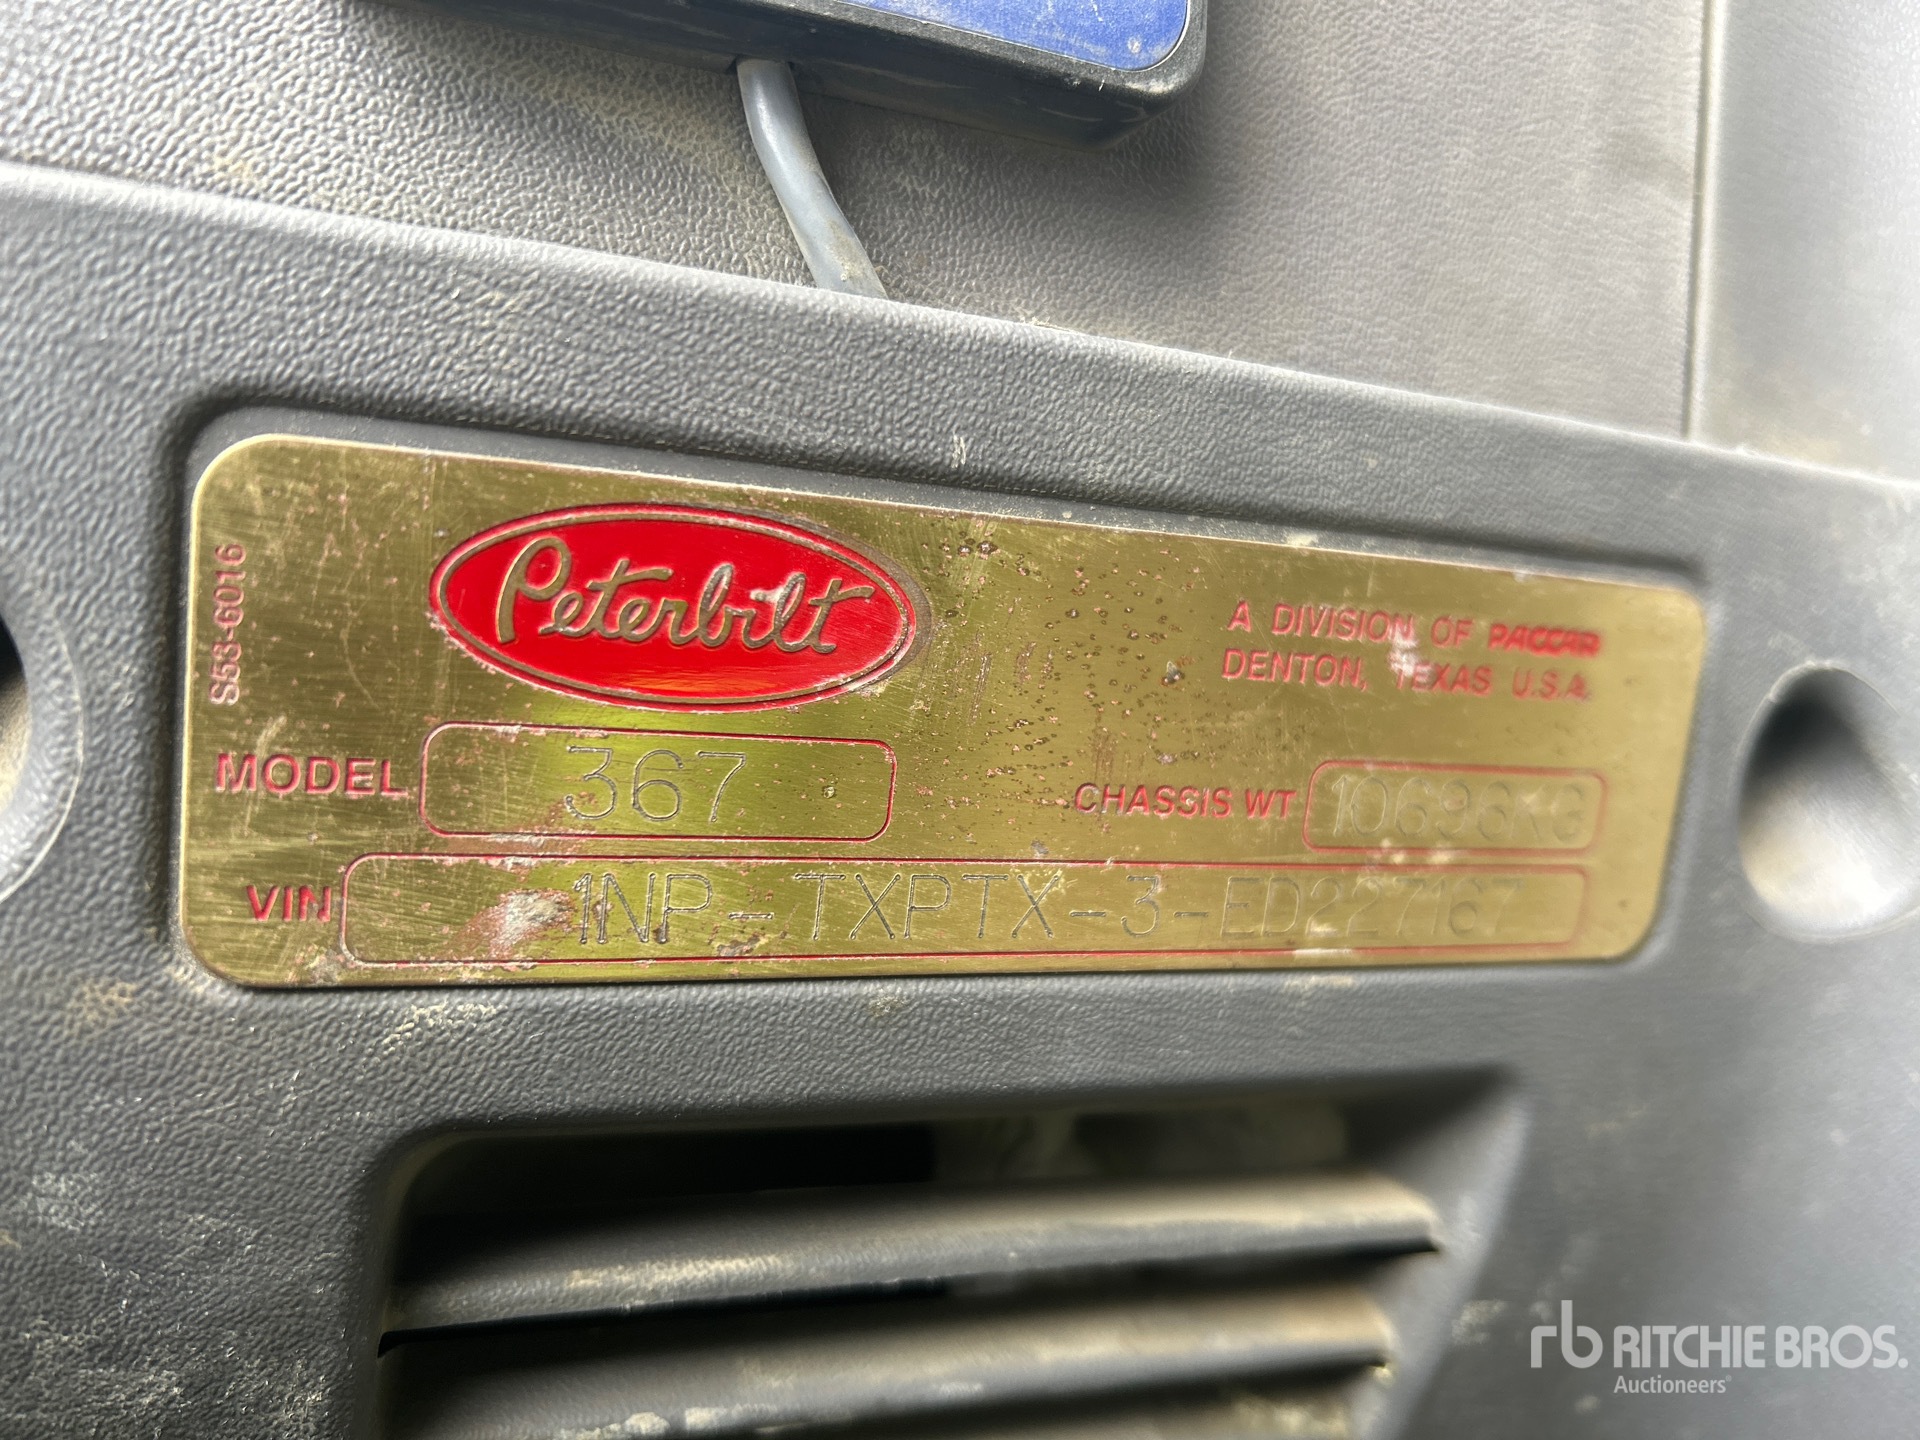 S53-6016
Peterbilt
A DIVISION OF PACCAR
DENTON, TEXAS U.S.A.
MODEL 367
CHASSIS WT 10696KG
VIN 1NP-TXPTX-3-ED227167
rb RITCHIE BROS.
Auctioneers